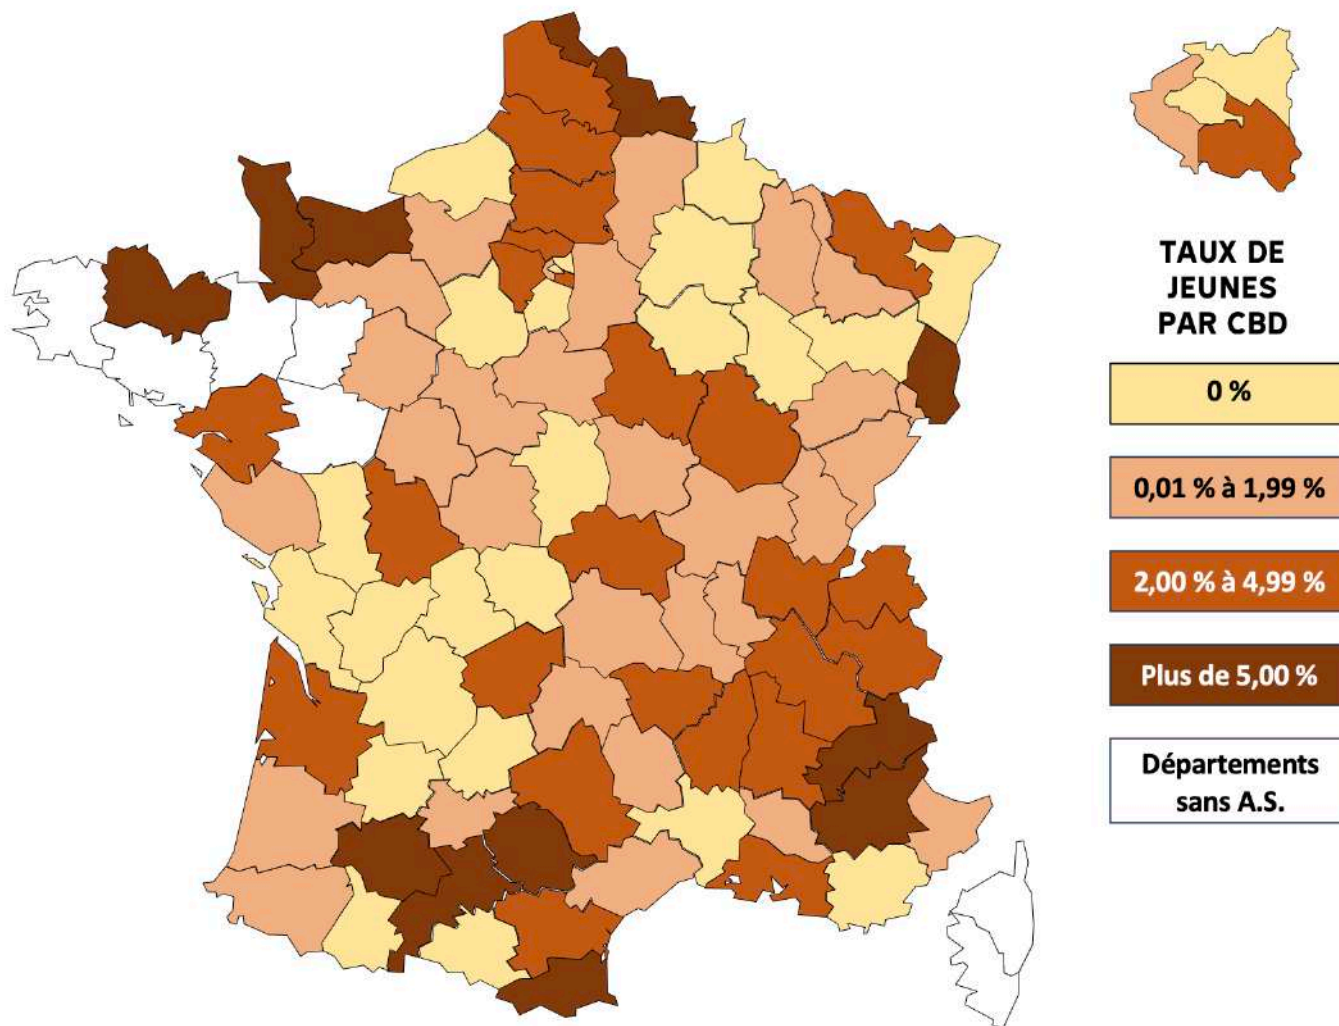 TAUX DE
JEUNES
PAR CBD
0 %
0,01 % à 1,99 %
2,00 % à 4,99 %
Plus de 5,00 %
Départements
sans A.S.